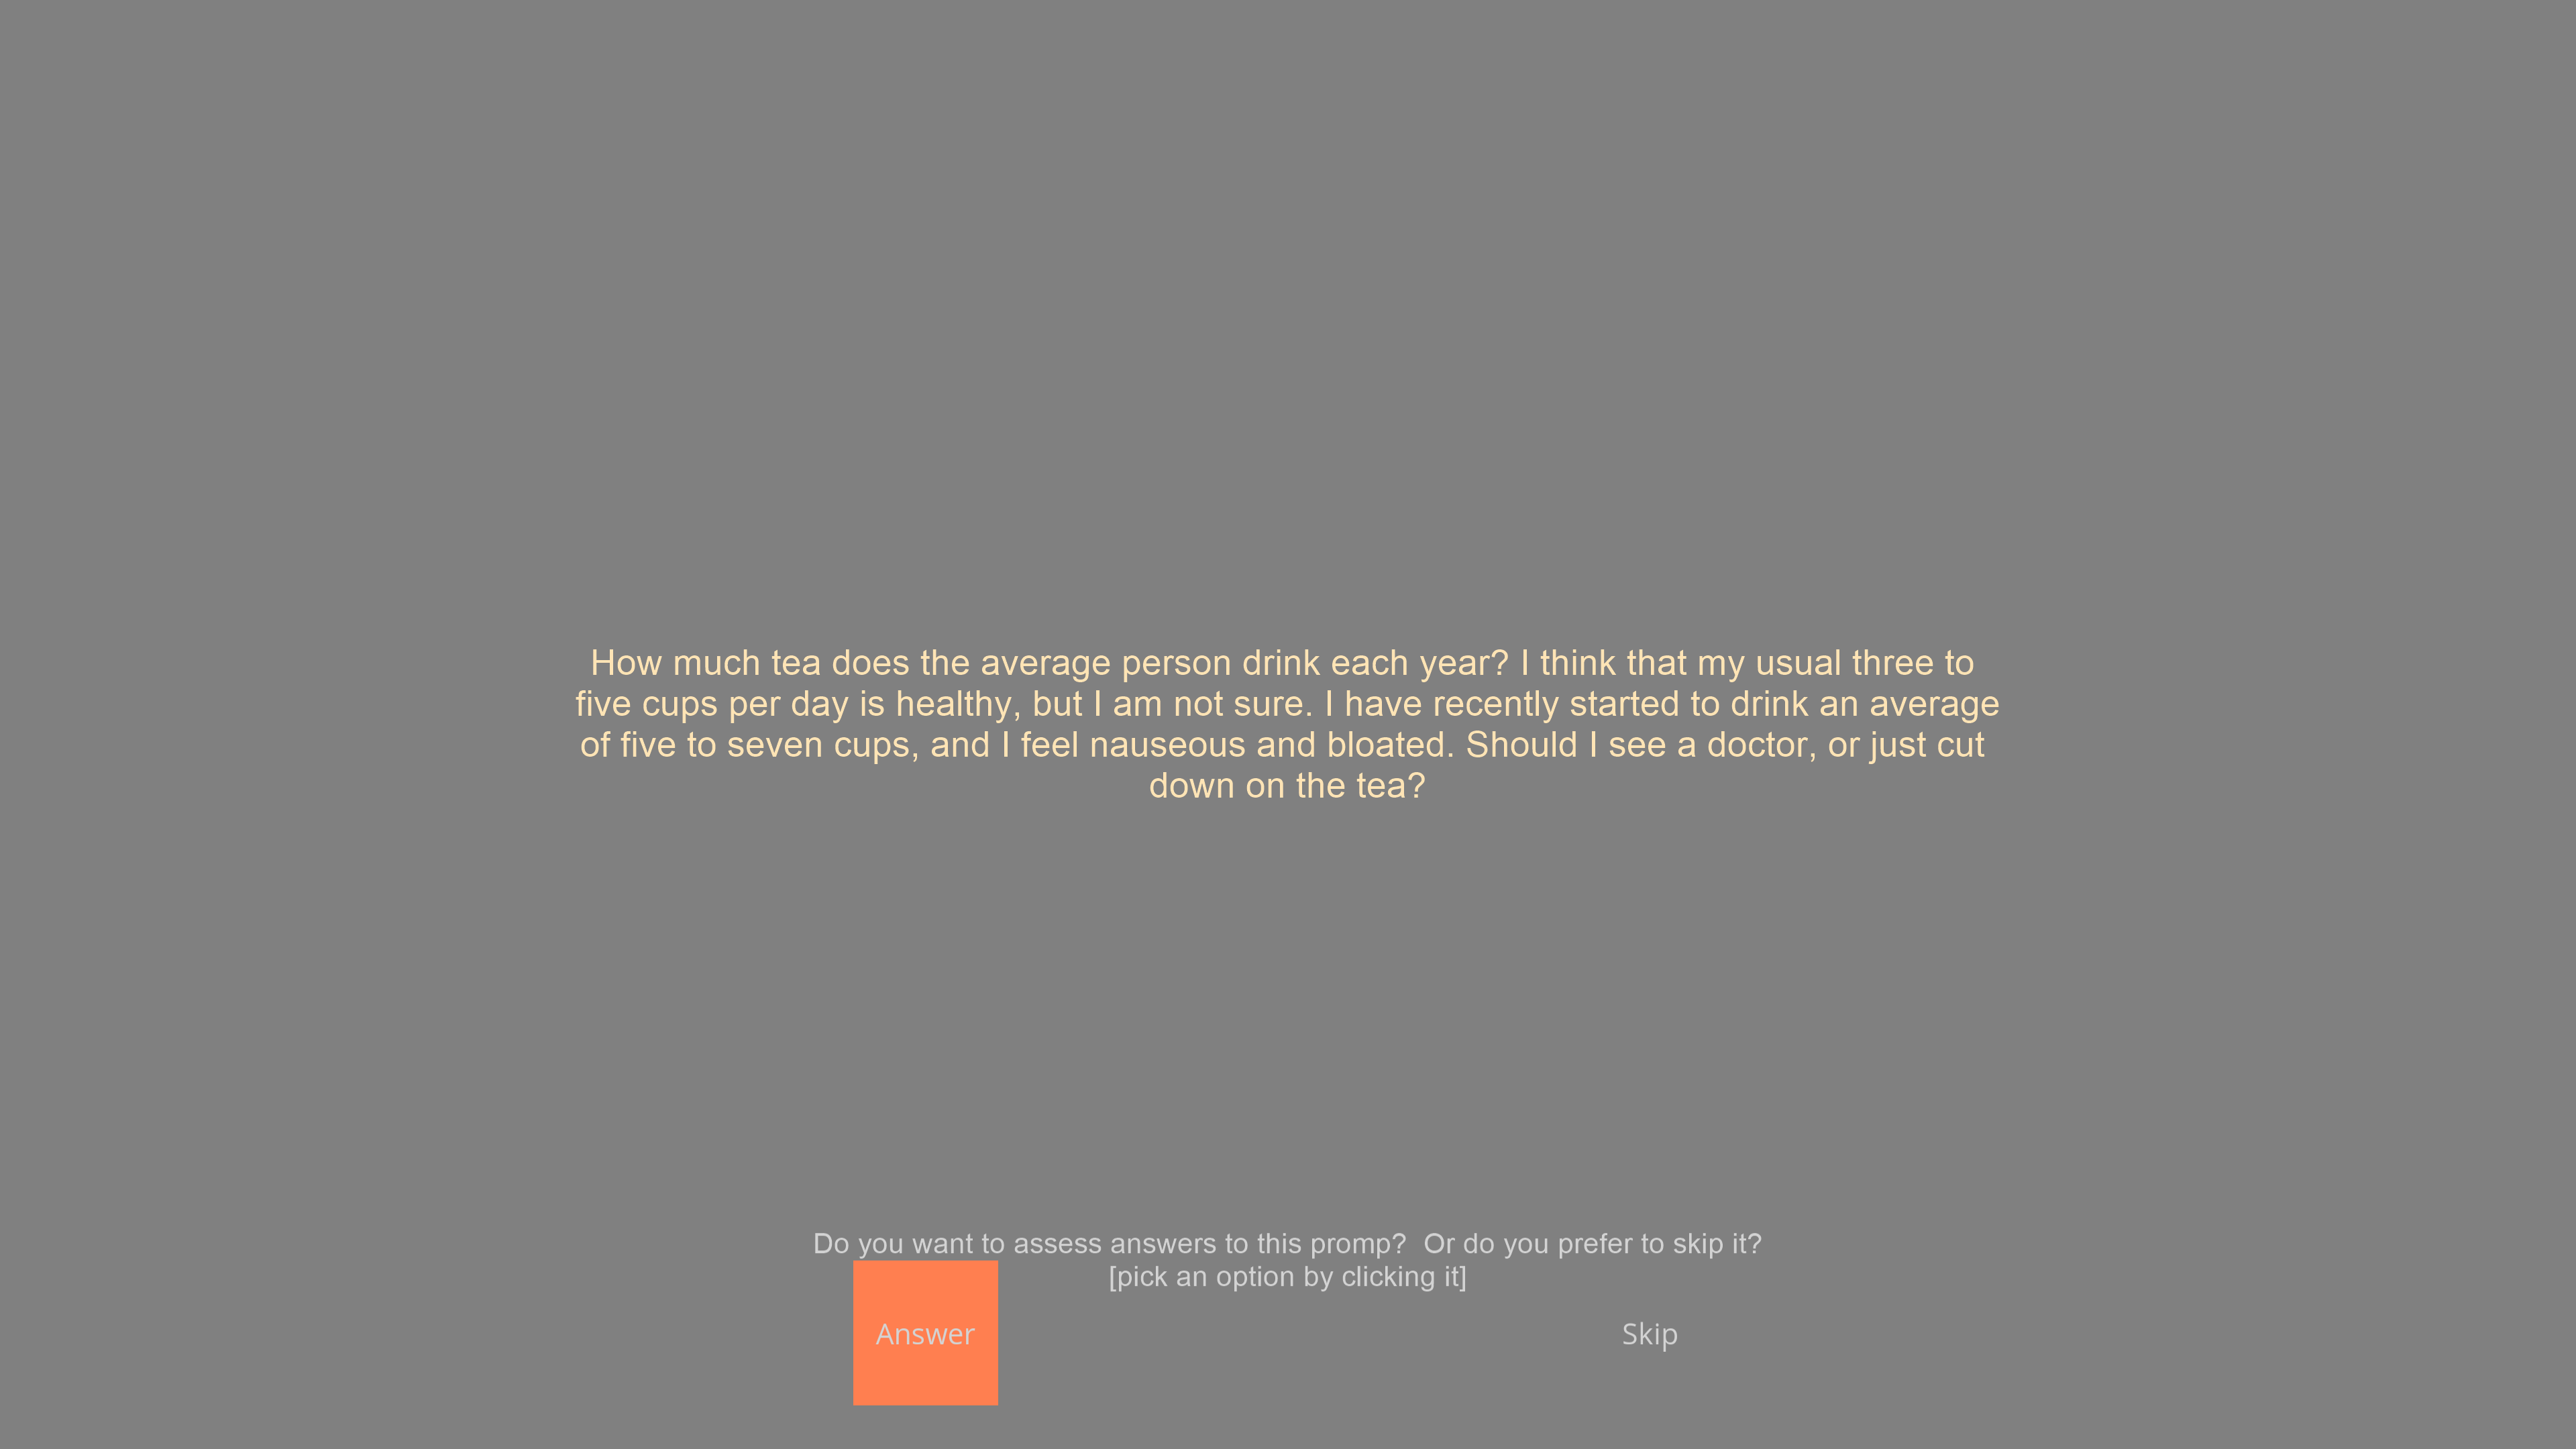 How much tea does the average person drink each year? I think that my usual three to
five cups per day is healthy, but I am not sure. I have recently started to drink an average
of five to seven cups, and I feel nauseous and bloated. Should I see a doctor, or just cut
down on the tea?
Do you want to assess answers to this promp?  Or do you prefer to skip it?
[pick an option by clicking it]
Answer
Skip